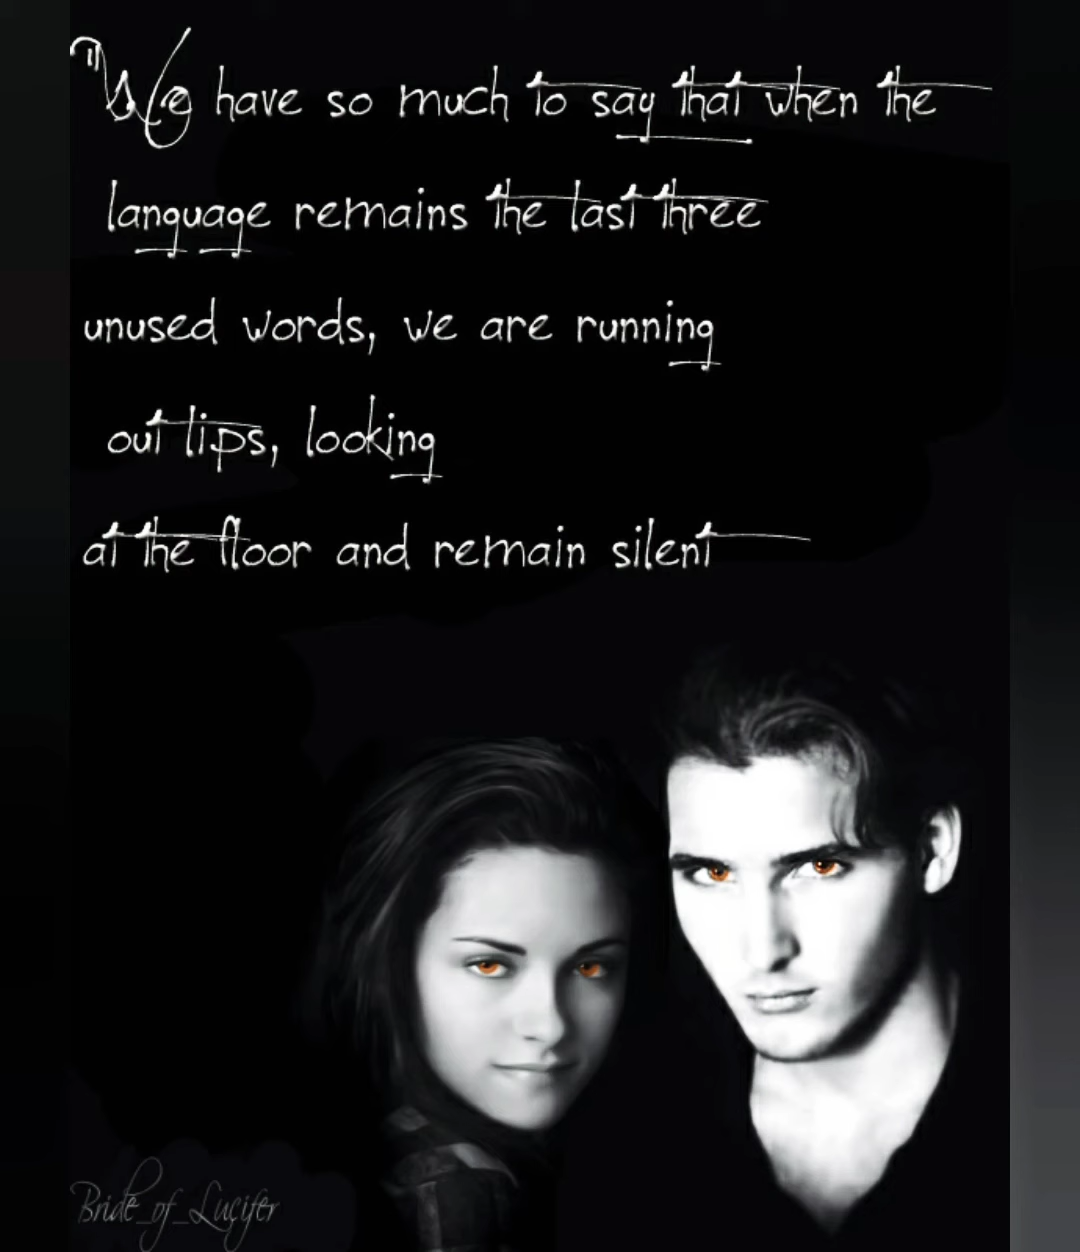 "We have so much to say that when the
language remains the last three
unused words, we are running
out lips, looking
at the floor and remain silent
Bride_of_Lucifer